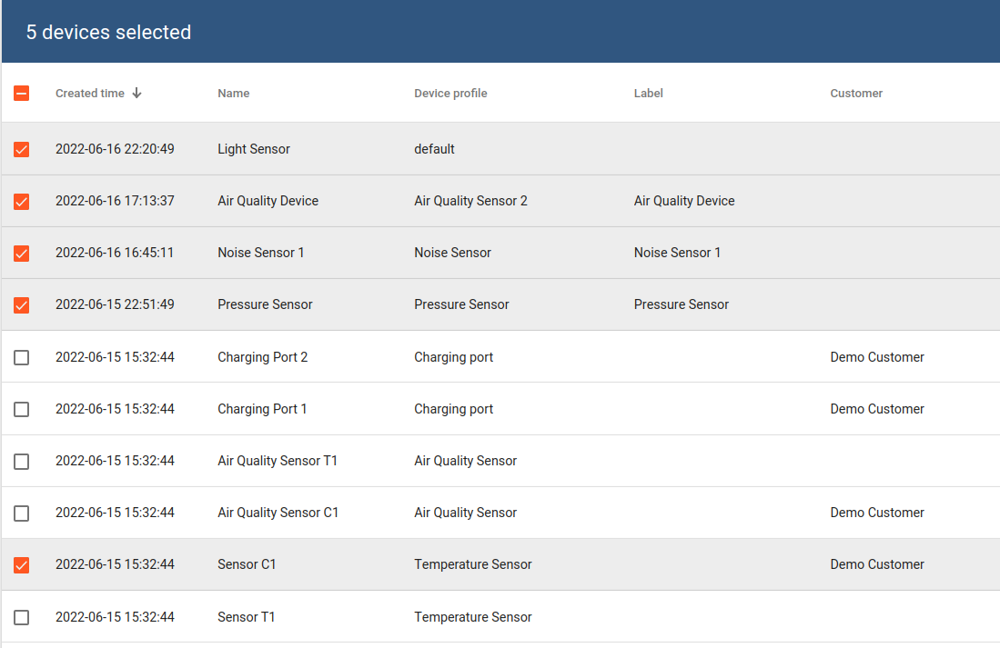 5 devices selected
Created time Name Device profile Label Customer
2022-06-16 22:20:49 Light Sensor default
2022-06-16 17:13:37 Air Quality Device Air Quality Sensor 2 Air Quality Device
2022-06-16 16:45:11 Noise Sensor 1 Noise Sensor Noise Sensor 1
2022-06-15 22:51:49 Pressure Sensor Pressure Sensor Pressure Sensor
2022-06-15 15:32:44 Charging Port 2 Charging port Demo Customer
2022-06-15 15:32:44 Charging Port 1 Charging port Demo Customer
2022-06-15 15:32:44 Air Quality Sensor T1 Air Quality Sensor
2022-06-15 15:32:44 Air Quality Sensor C1 Air Quality Sensor Demo Customer
2022-06-15 15:32:44 Sensor C1 Temperature Sensor Demo Customer
2022-06-15 15:32:44 Sensor T1 Temperature Sensor